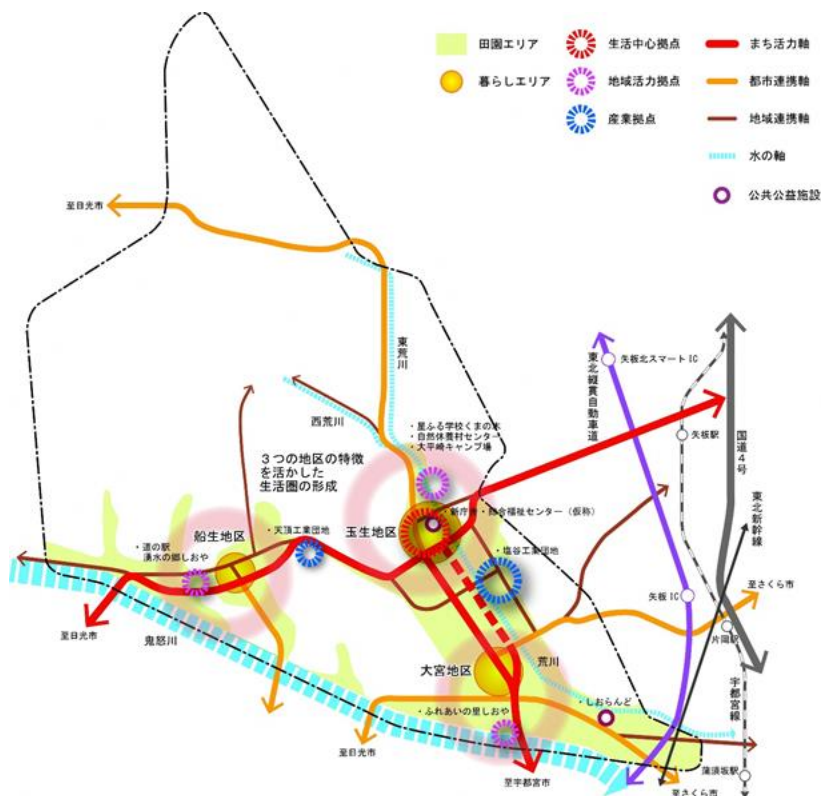 田園エリア
暮らしエリア
生活中心拠点
地域活力拠点
産業拠点
まち活力軸
都市連携軸
地域連携軸
水の軸
公共公益施設
至日光市
東荒川
西荒川
・星ふる学校くまの木
・自然休養村センター
・大平崎キャンプ場
3つの地区の特徴
を活かした
生活圏の形成
東北縦貫自動車道
矢板北スマートIC
矢板駅
国道4号
東北新幹線
船生地区
・天頂工業団地
玉生地区
・新庁舎・総合福祉センター(仮称)
・道の駅
湧水の郷しおや
・塩谷工業団地
矢板IC
至さくら市
片岡駅
至日光市
鬼怒川
大宮地区
荒川
宇都宮線
・しおらんど
・ふれあいの里しおや
至日光市
蒲須坂駅
至宇都宮市
至さくら市